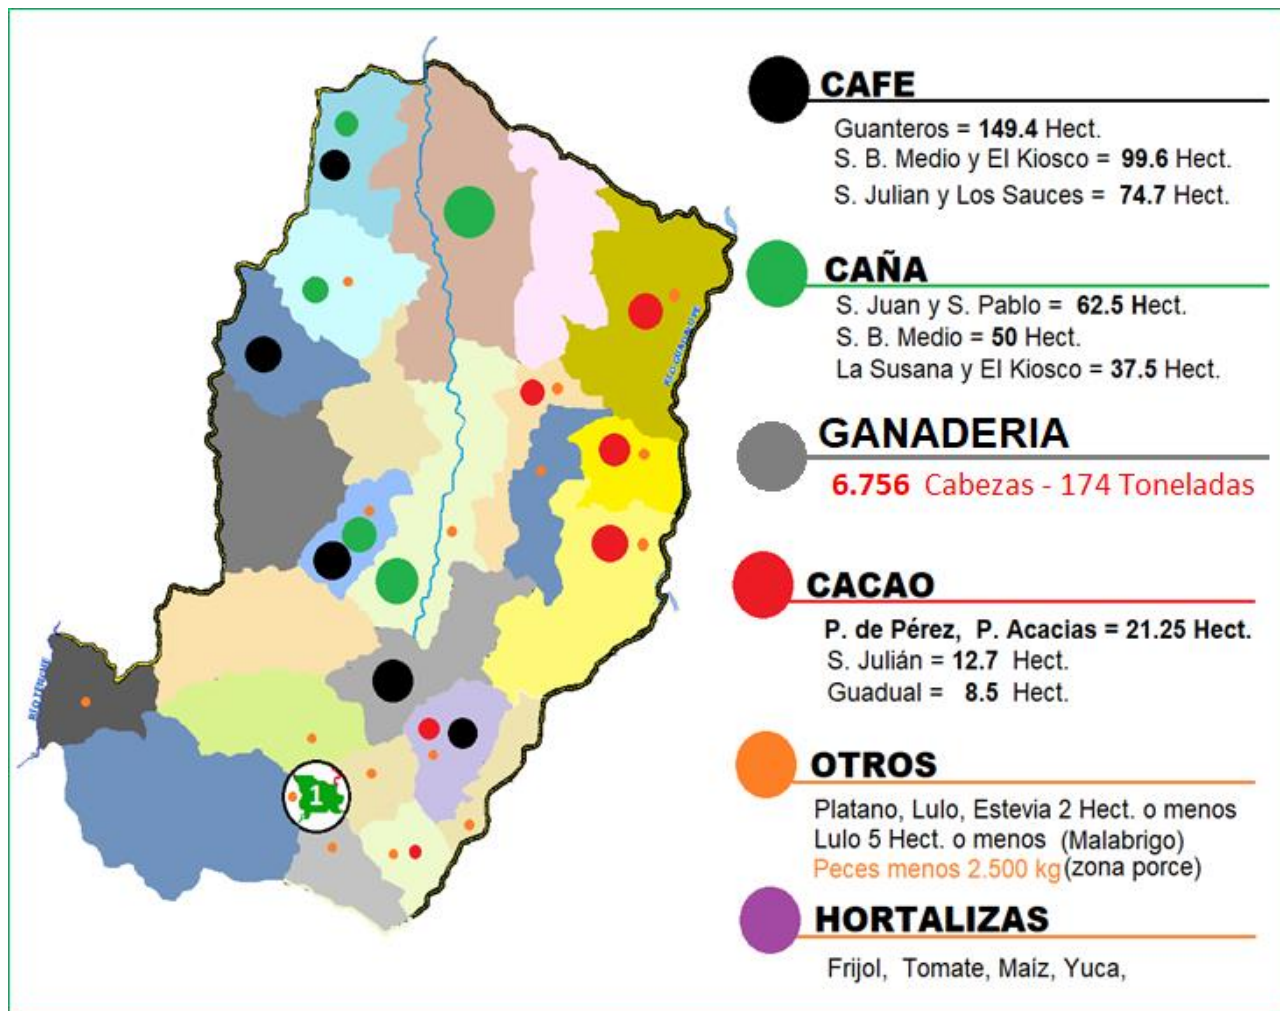 CAFE
Guanteros = 149.4 Hect.
S. B. Medio y El Kiosco = 99.6 Hect.
S. Julian y Los Sauces = 74.7 Hect.
CAÑA
S. Juan y S. Pablo = 62.5 Hect.
S. B. Medio = 50 Hect.
La Susana y El Kiosco = 37.5 Hect.
GANADERIA
6.756 Cabezas - 174 Toneladas
CACAO
P. de Pérez, P. Acacias = 21.25 Hect.
S. Julián = 12.7 Hect.
Guadual = 8.5 Hect.
OTROS
Platano, Lulo, Estevia 2 Hect. o menos
Lulo 5 Hect. o menos (Malabrigo)
Peces menos 2.500 kg (zona porce)
HORTALIZAS
Frijol, Tomate, Maíz, Yuca,
RÍO GUADALUPE
RÍO TENCHE
1